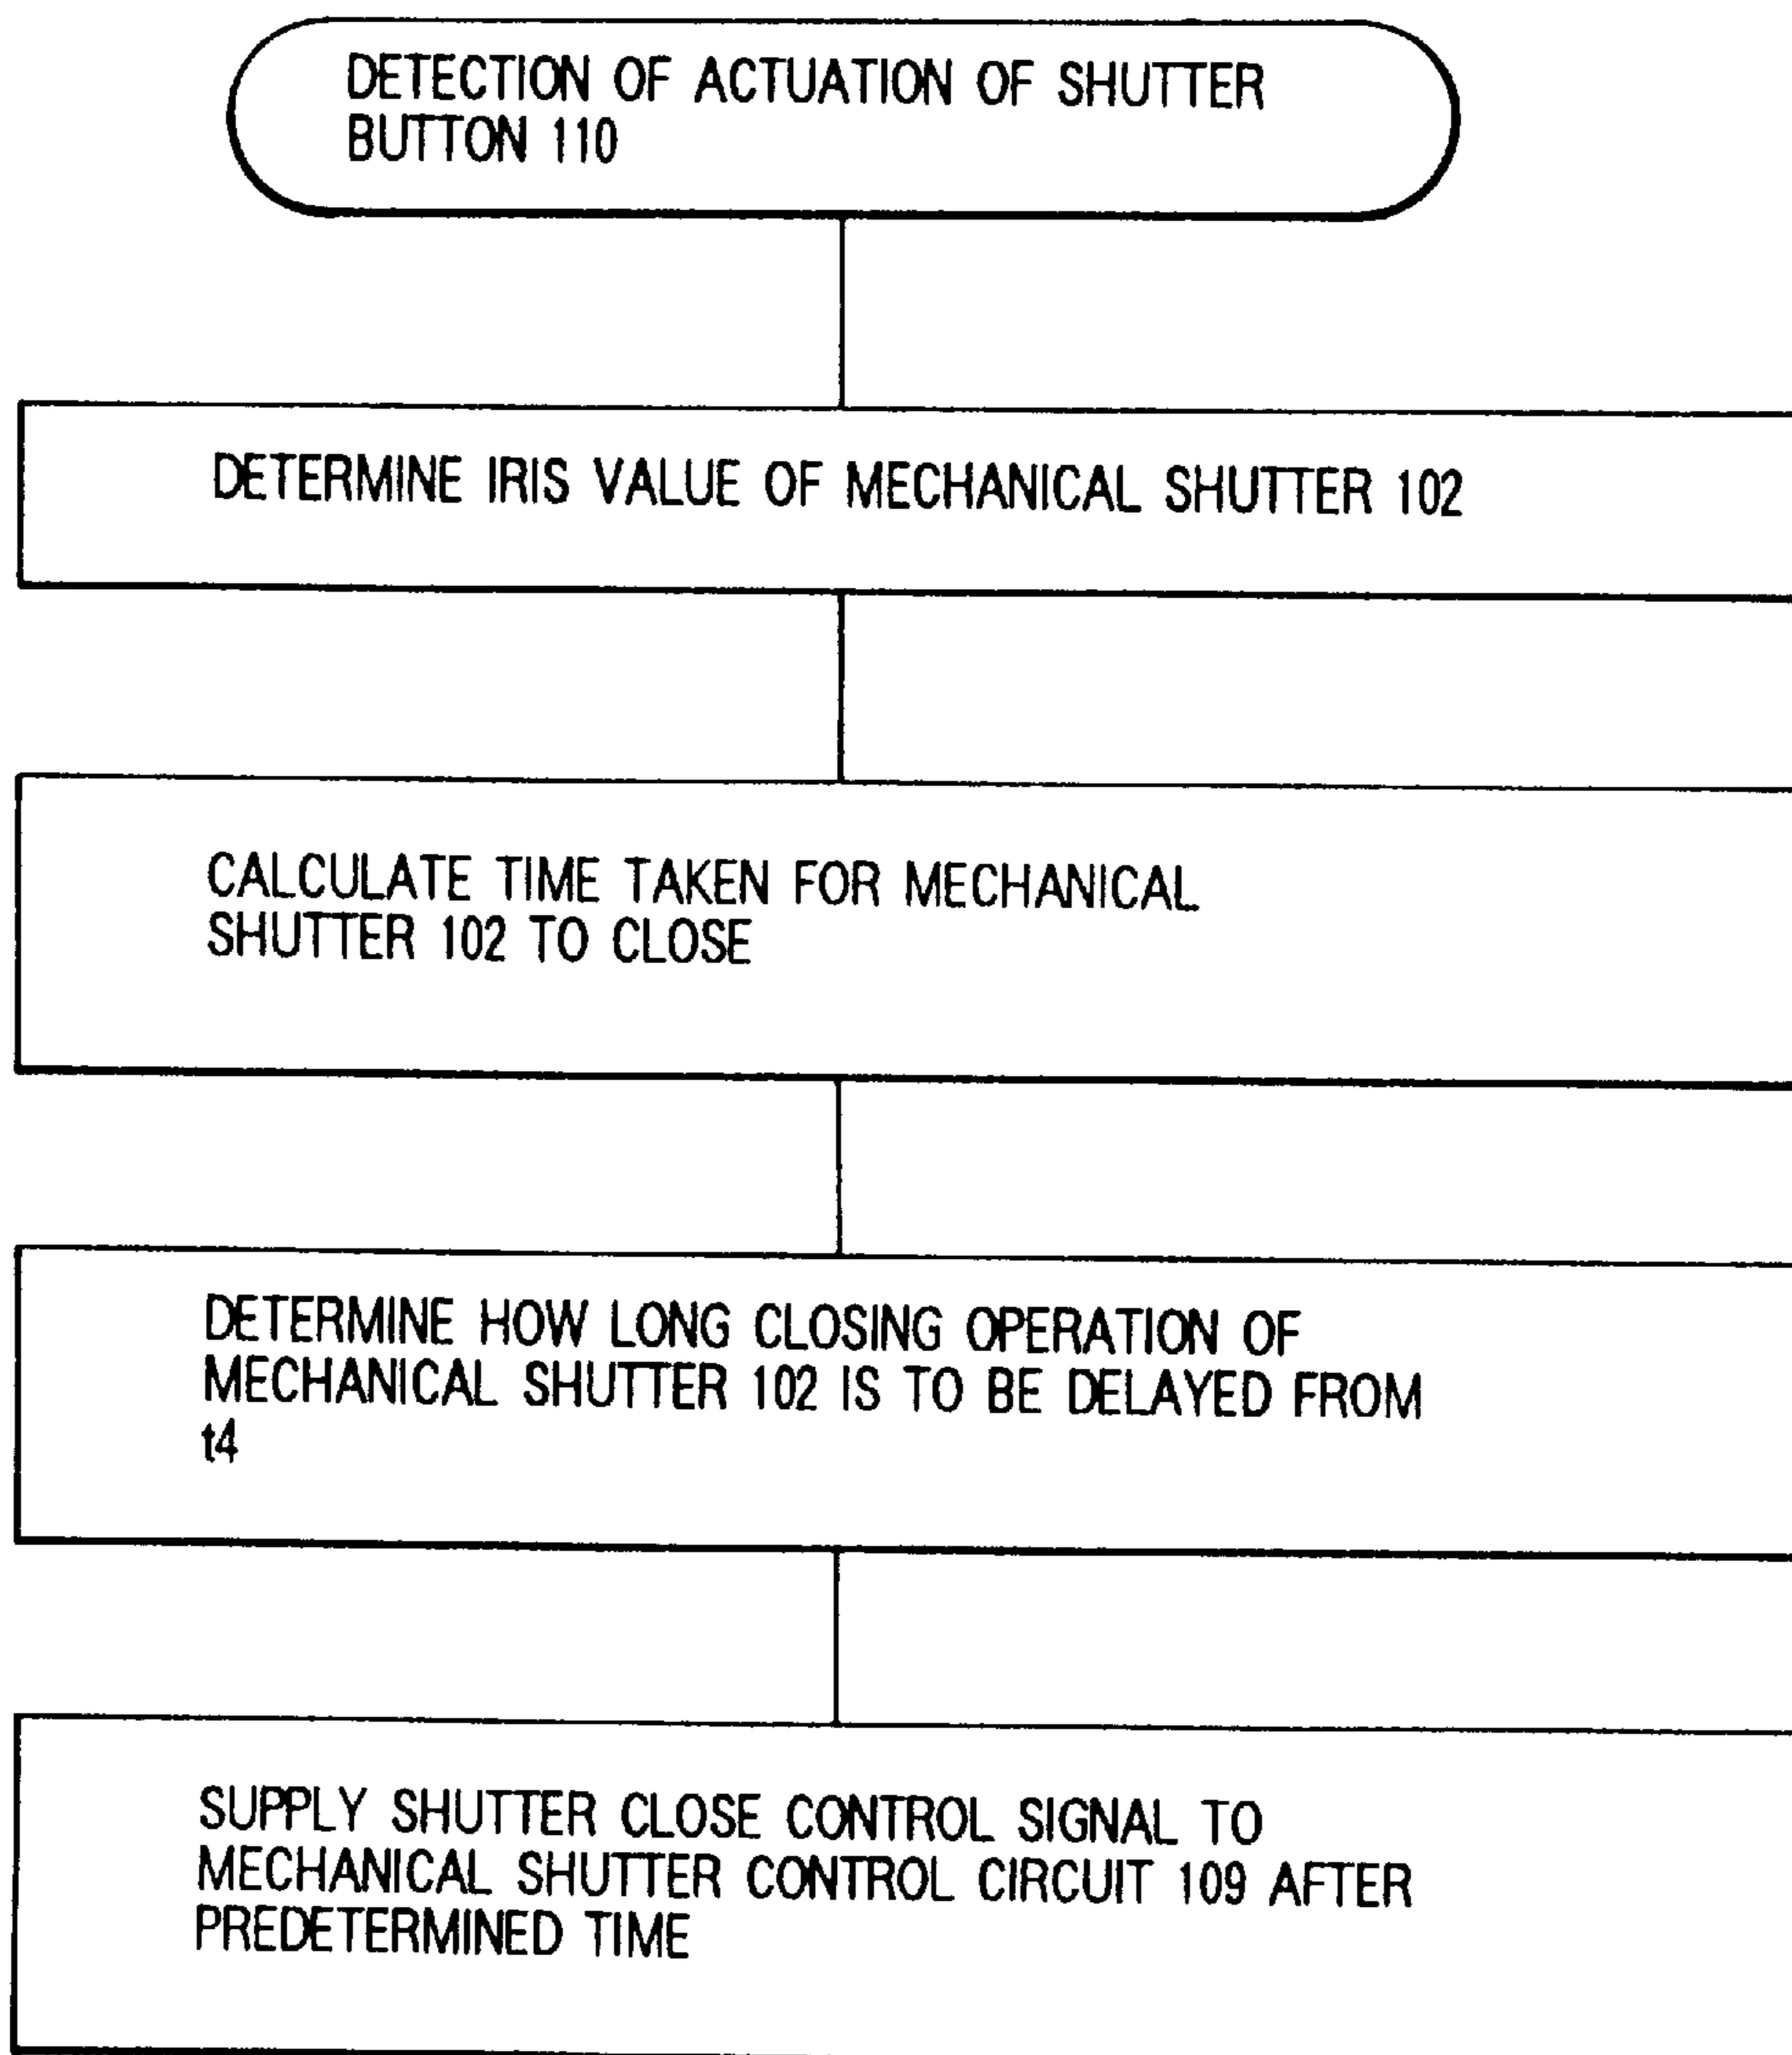 DETECTION OF ACTUATION OF SHUTTER
BUTTON 110
DETERMINE IRIS VALUE OF MECHANICAL SHUTTER 102
CALCULATE TIME TAKEN FOR MECHANICAL
SHUTTER 102 TO CLOSE
DETERMINE HOW LONG CLOSING OPERATION OF
MECHANICAL SHUTTER 102 IS TO BE DELAYED FROM
t4
SUPPLY SHUTTER CLOSE CONTROL SIGNAL TO
MECHANICAL SHUTTER CONTROL CIRCUIT 109 AFTER
PREDETERMINED TIME